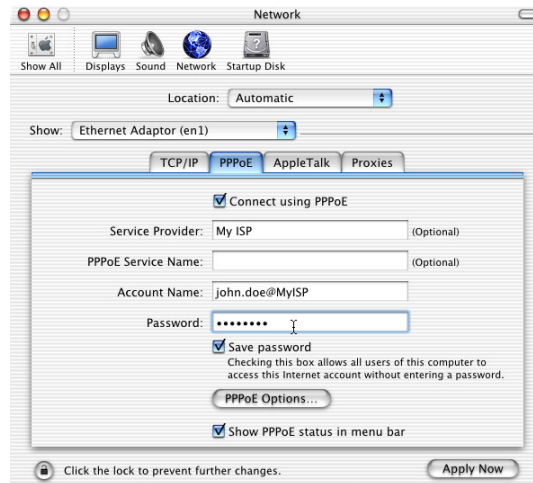 Network
Show All Displays Sound Network Startup Disk
Location: Automatic
Show: Ethernet Adaptor (en1)
TCP/IP PPPoE AppleTalk Proxies
Connect using PPPoE
Service Provider: My ISP (Optional)
PPPoE Service Name: (Optional)
Account Name: john.doe@MyISP
Password: ••••••••
Save password
Checking this box allows all users of this computer to
access this Internet account without entering a password.
PPPoE Options...
Show PPPoE status in menu bar
Click the lock to prevent further changes. Apply Now